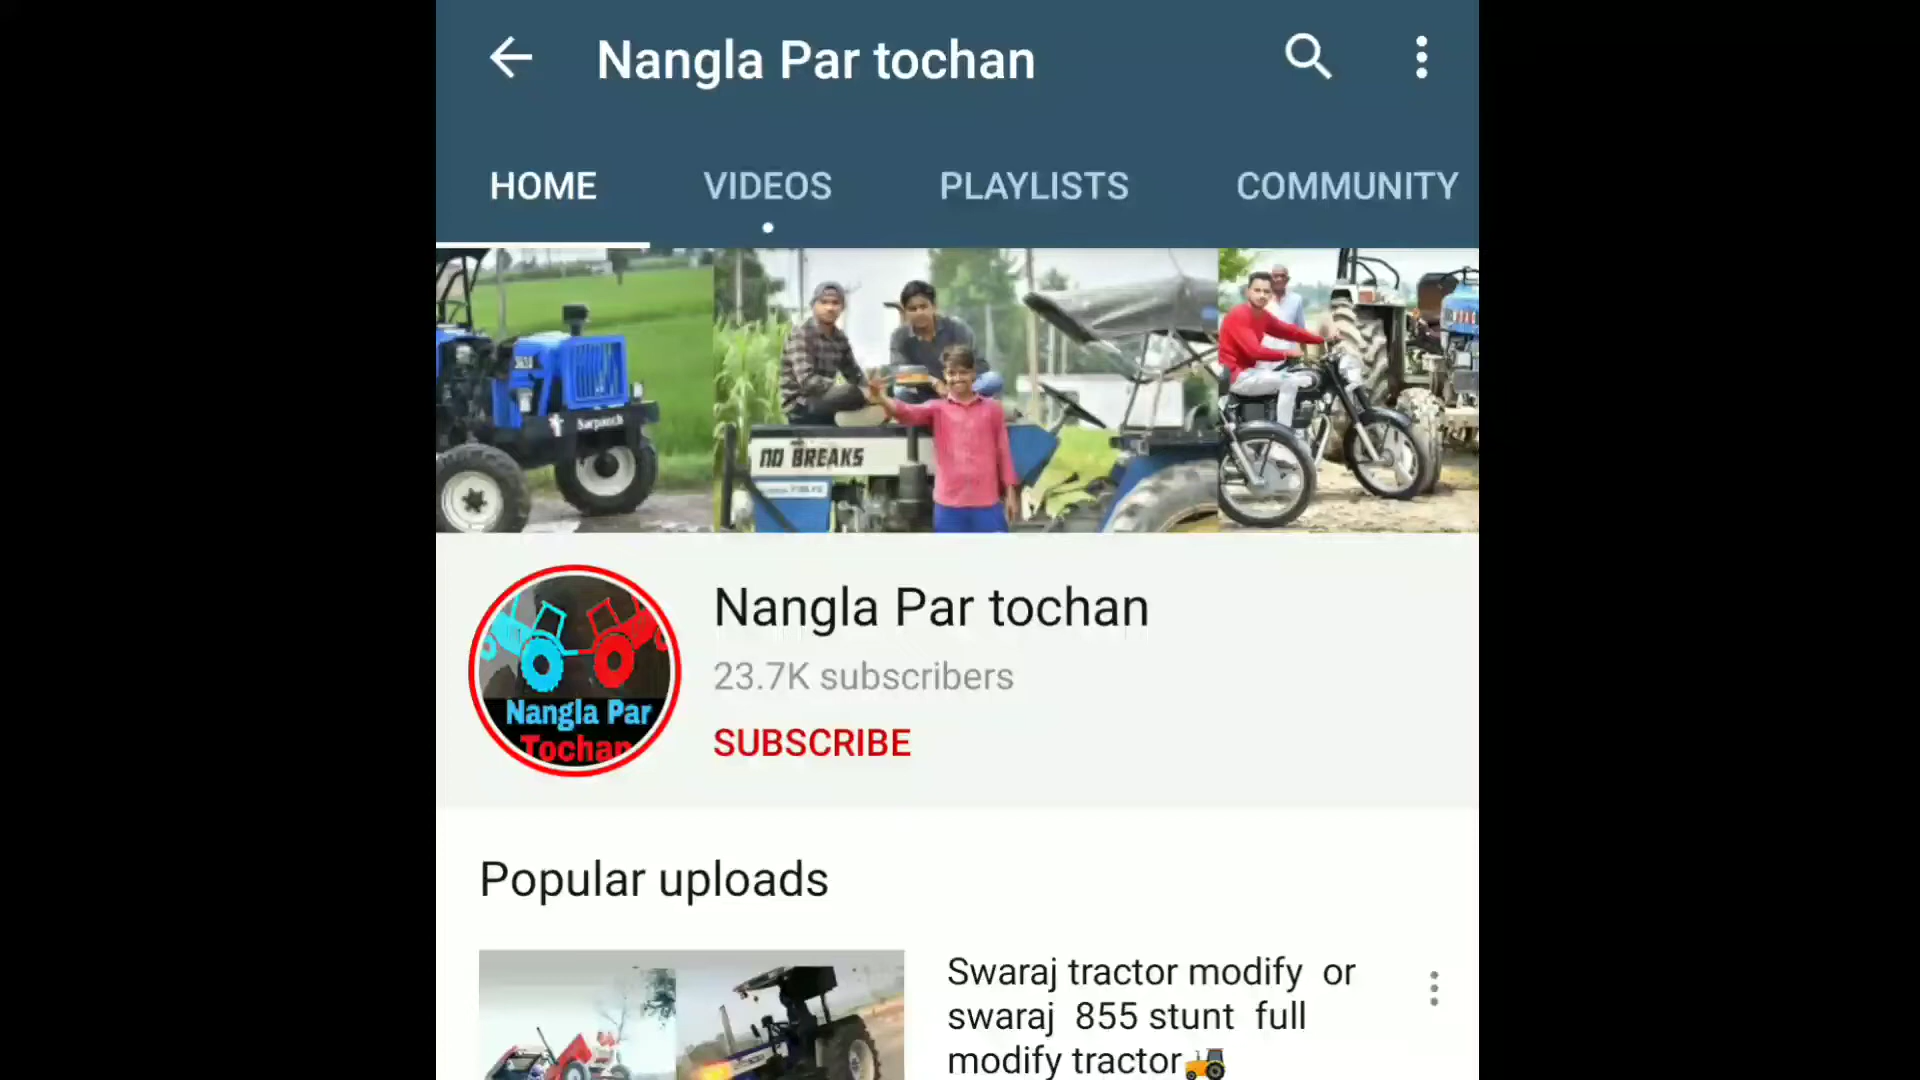 Nangla Par tochan
HOME VIDEOS PLAYLISTS COMMUNITY
Sarpanch
NO BREAKS
Nangla Par
Tochan
Nangla Par tochan
23.7K subscribers
SUBSCRIBE
Popular uploads
Swaraj tractor modify or
swaraj 855 stunt full
modify tractor🚜